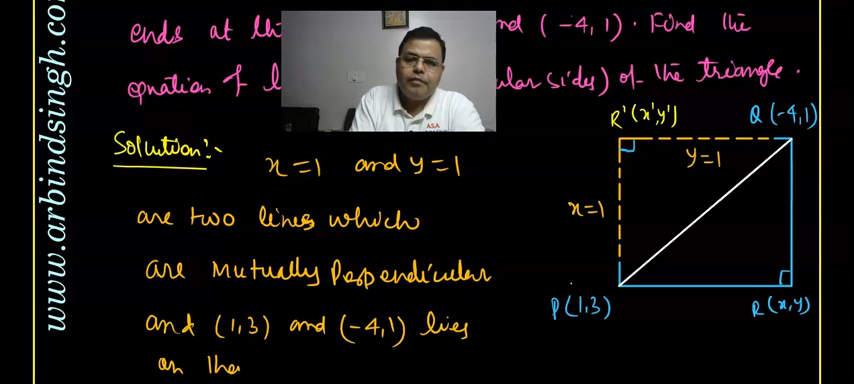 ends at th nd (-4, 1). Find the
equation of l cular sides) of the triangle.
Solution:-
x = 1 and y = 1
are two lines which
are mutually perpendicular
and (1,3) and (-4,1) lies
on the
R'(x',y')
Q(-4,1)
y = 1
x = 1
P(1,3)
R(x,y)
www.arbindsingh.com
ASA